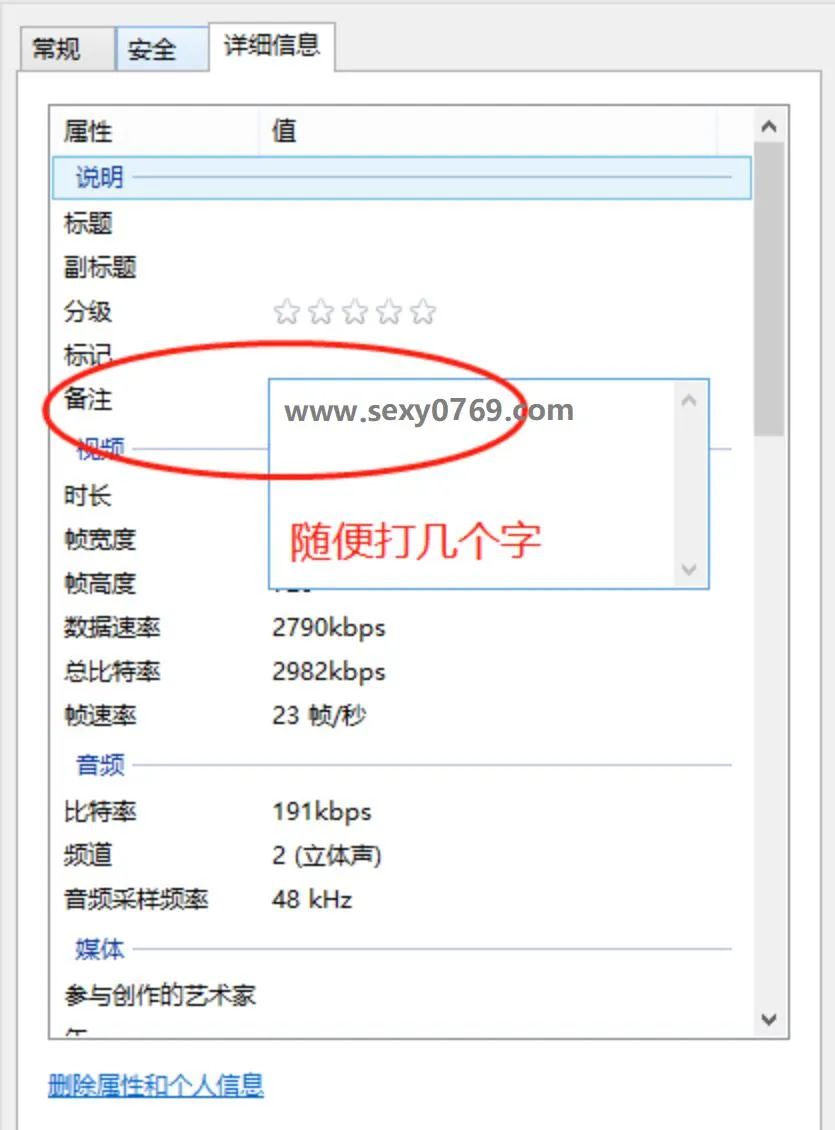 常规 安全 详细信息
属性 值
说明
标题
副标题
分级
标记
备注 www.sexy0769.com
视频
时长
随便打几个字
帧宽度
帧高度
数据速率 2790kbps
总比特率 2982kbps
帧速率 23 帧/秒
音频
比特率 191kbps
频道 2 (立体声)
音频采样频率 48 kHz
媒体
参与创作的艺术家
删除属性和个人信息